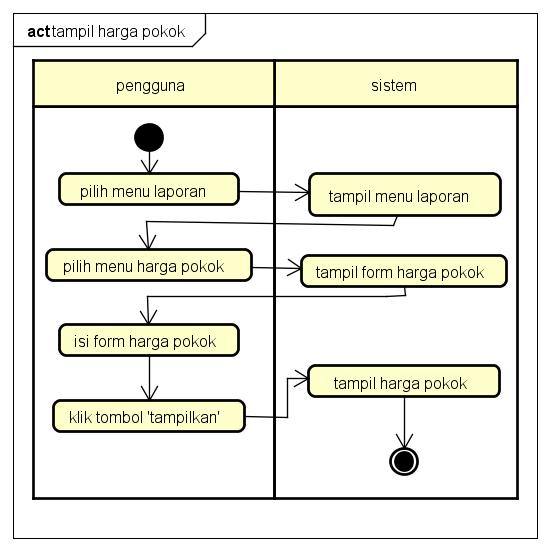 act tampil harga pokok
pengguna
sistem
pilih menu laporan
tampil menu laporan
pilih menu harga pokok
tampil form harga pokok
isi form harga pokok
tampil harga pokok
klik tombol 'tampilkan'